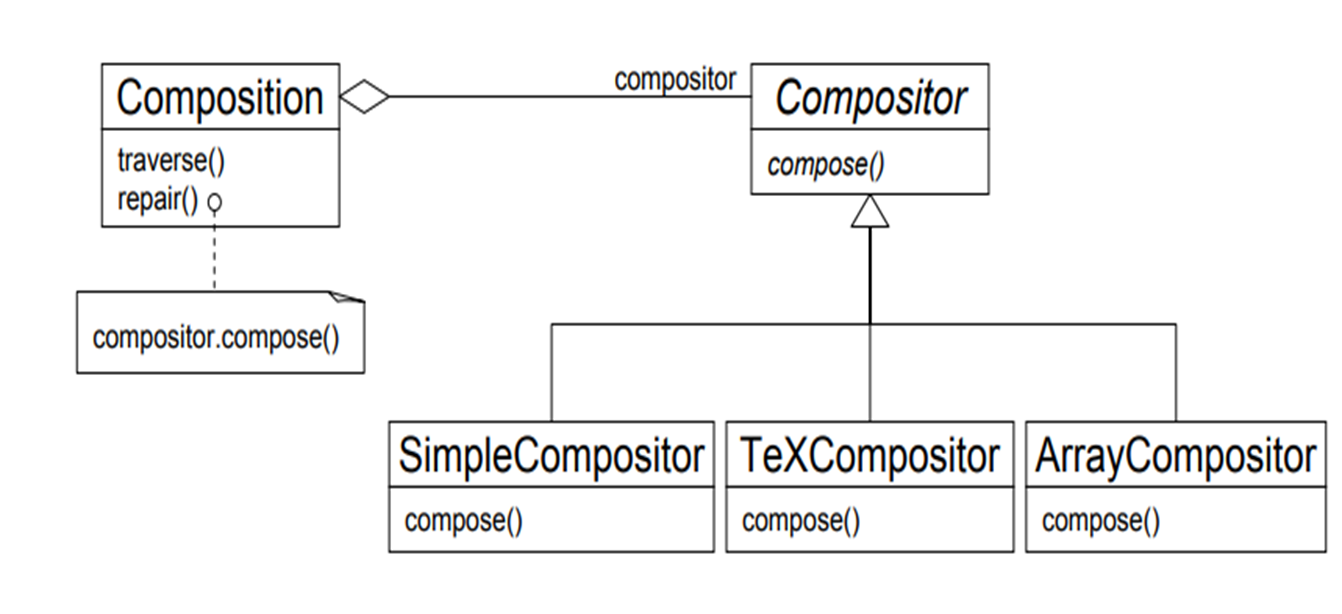 Composition
traverse()
repair()
compositor.compose()
compositor
Compositor
compose()
SimpleCompositor
compose()
TeXCompositor
compose()
ArrayCompositor
compose()